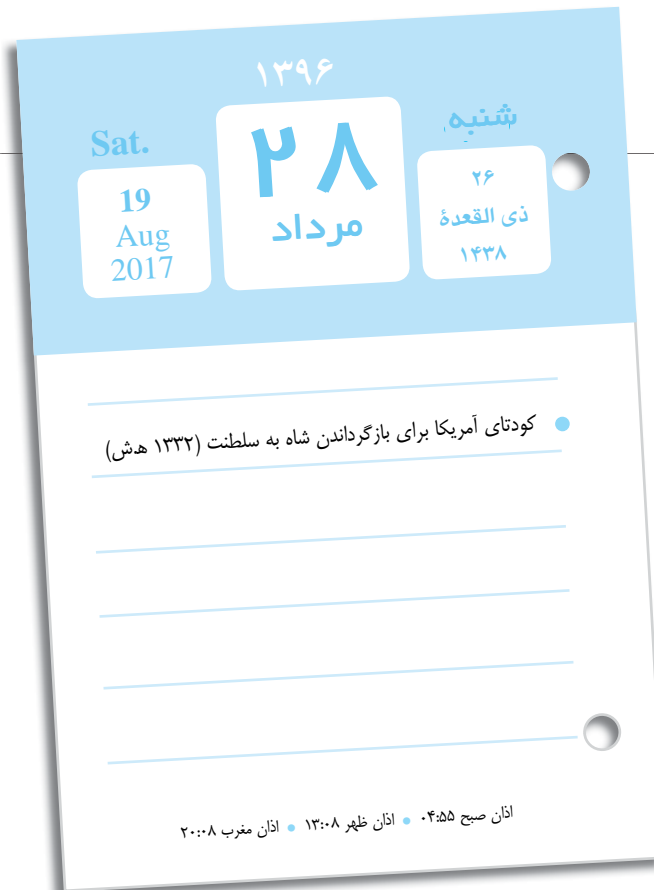 ۱۳۹۶
شنبه
۲۸
مرداد
۲۶
ذی القعدهٔ
۱۴۳۸
Sat.
19
Aug
2017
کودتای آمریکا برای بازگرداندن شاه به سلطنت (۱۳۳۲ ه‍.ش)
اذان صبح ۰۴:۵۵ • اذان ظهر ۱۳:۰۸ • اذان مغرب ۲۰:۰۸